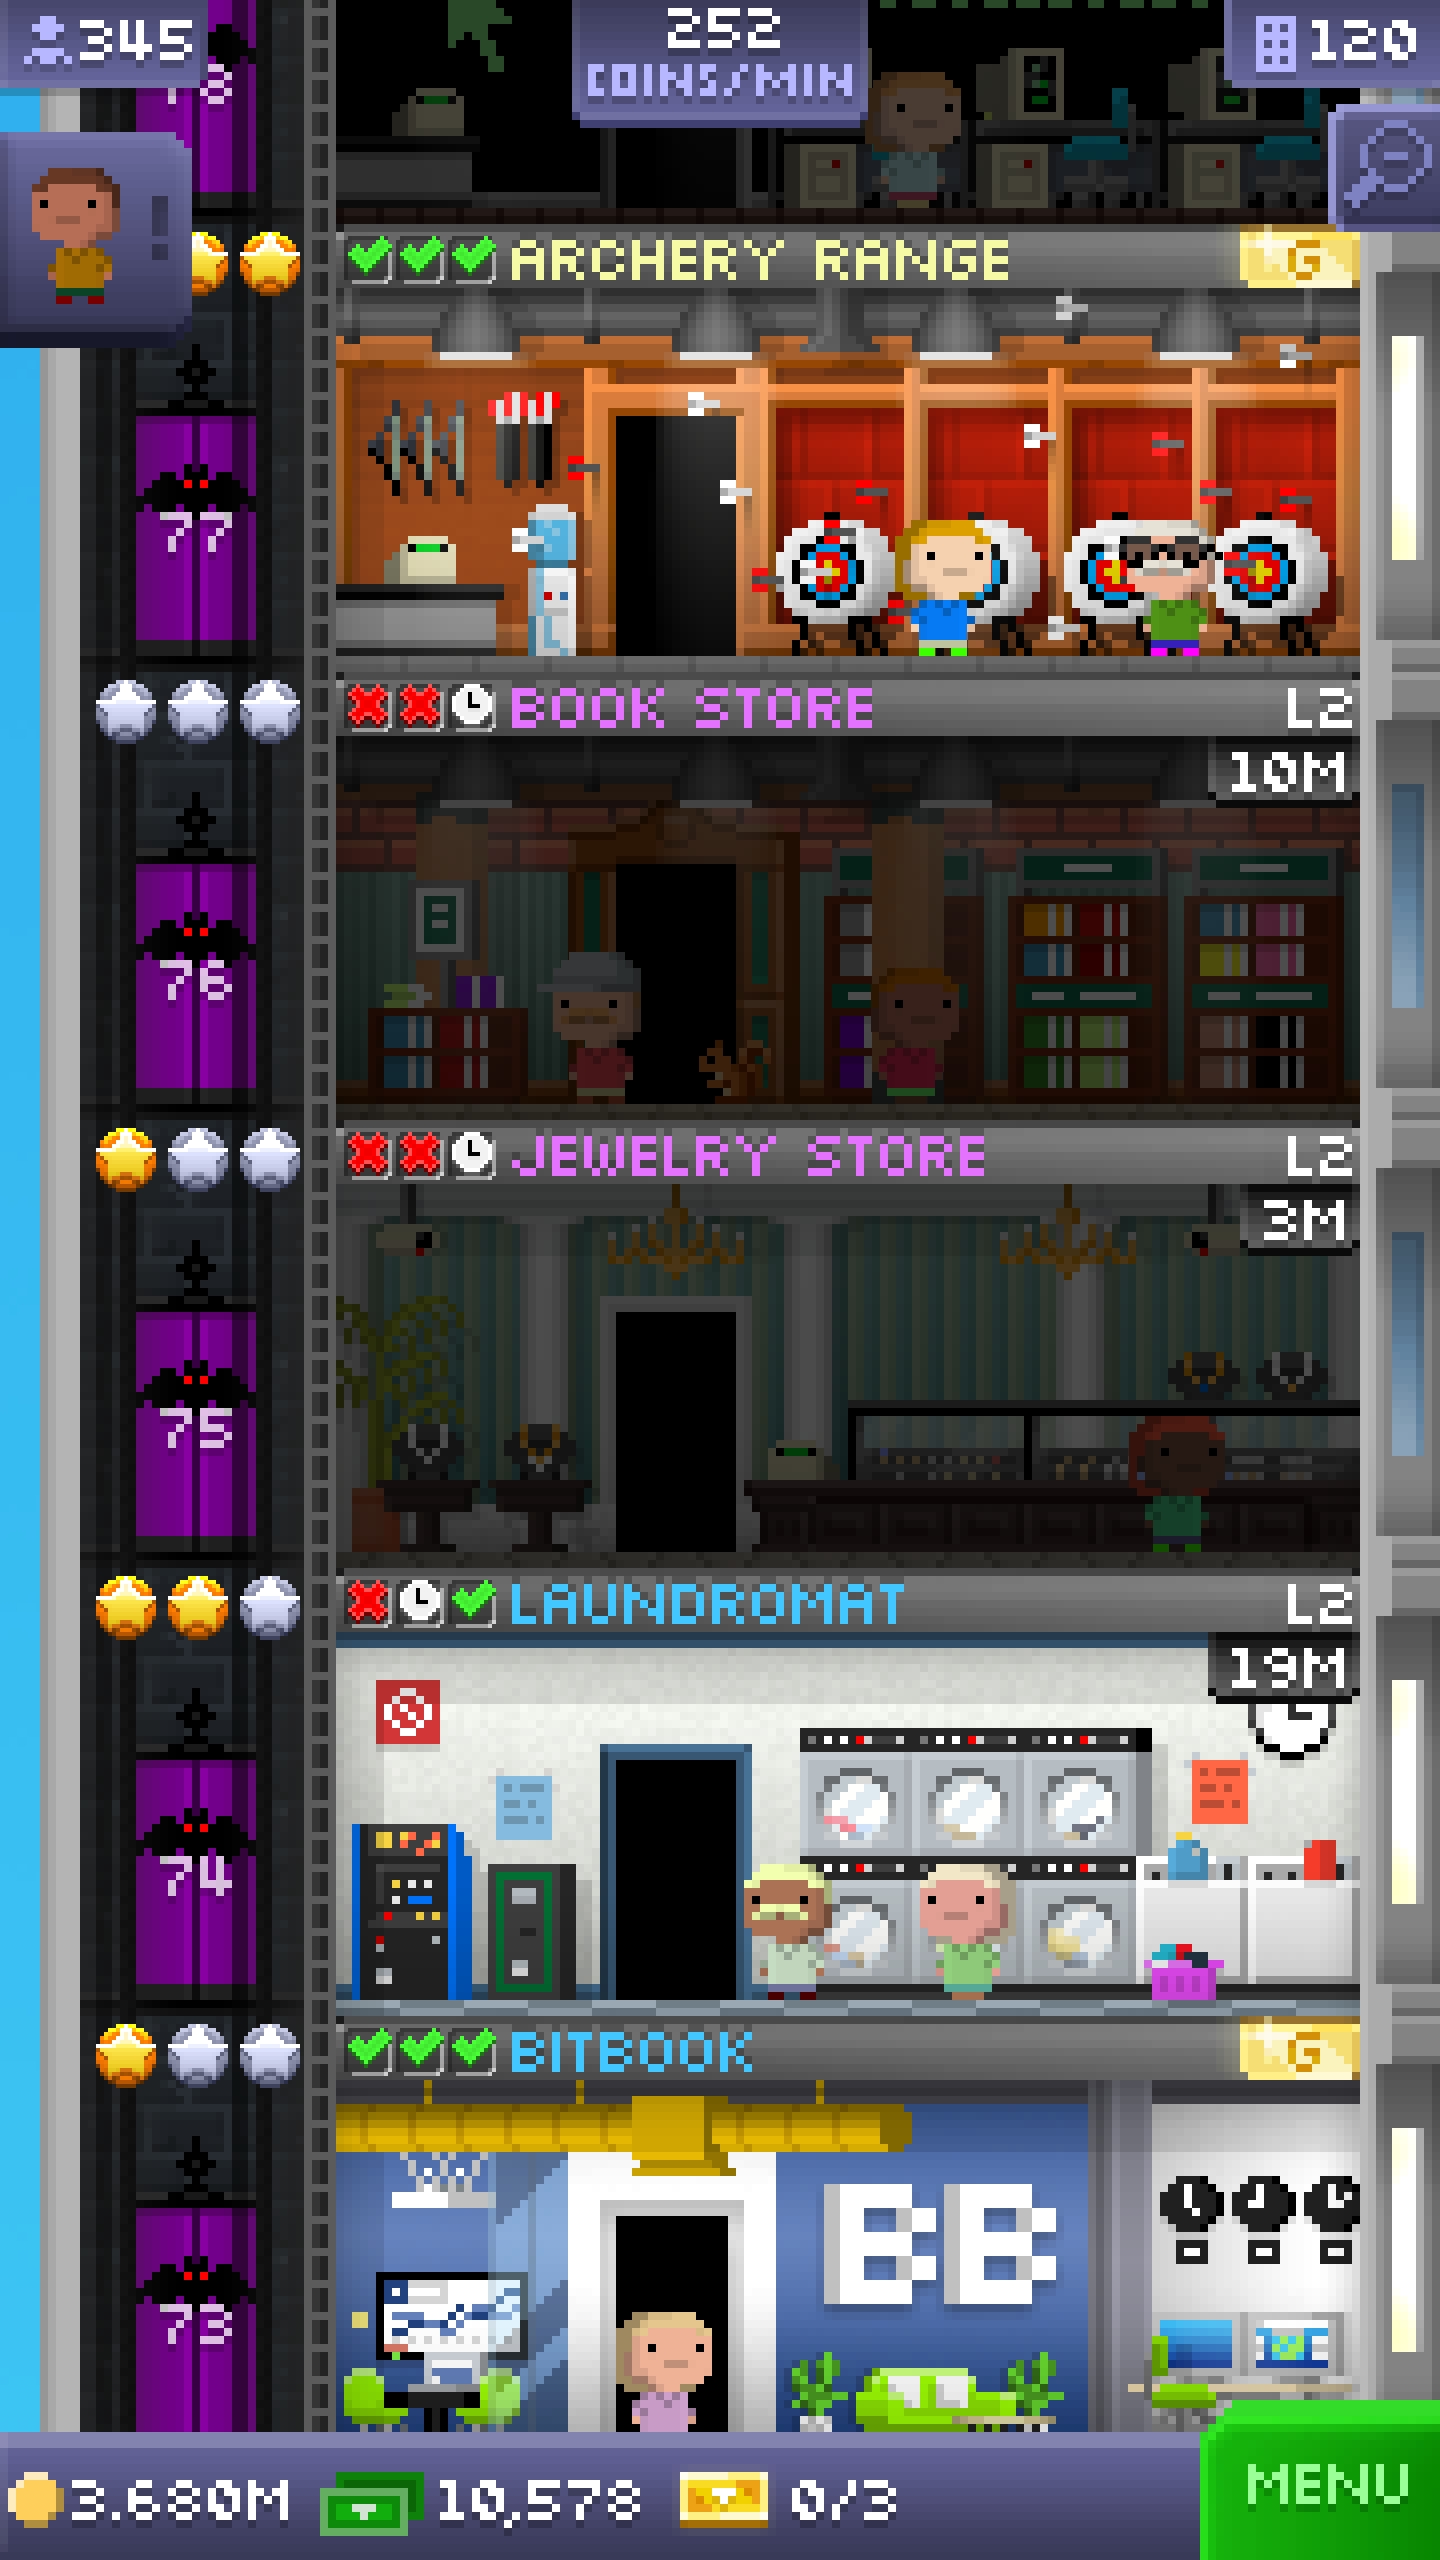 345
252
COINS/MIN
120
ARCHERY RANGE
G
77
BOOK STORE
L2
10M
76
JEWELRY STORE
L2
3M
75
LAUNDROMAT
L2
19M
74
BITBOOK
G
BB
73
3.680M
10,578
0/3
MENU